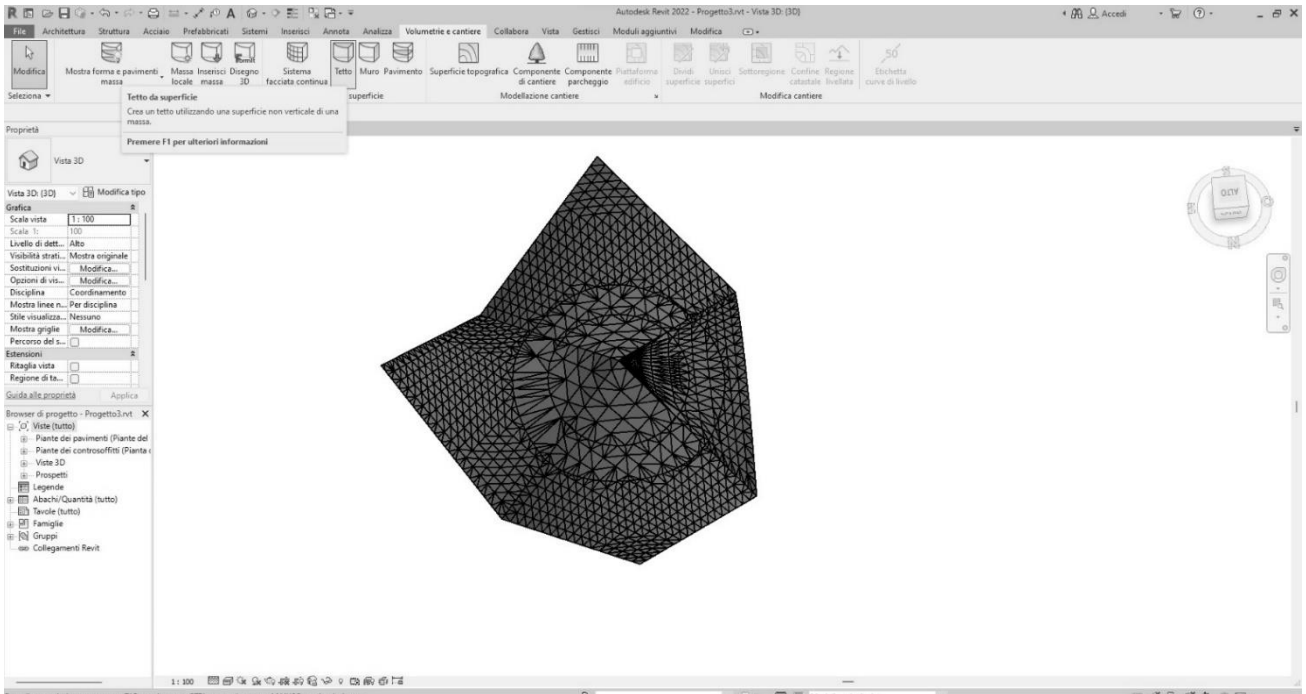 Autodesk Revit 2022 - Progetto3.rvt - Vista 3D: {3D}
Accedi
File Architettura Struttura Acciaio Prefabbricati Sistemi Inserisci Annota Analizza Volumetrie e cantiere Collabora Vista Gestisci Moduli aggiuntivi Modifica
Modifica
Mostra forma e pavimenti massa
Massa locale
Inserisci massa
Disegno 3D
Sistema facciata continua
Tetto
Muro
Pavimento
Superficie topografica
Componente di cantiere
Componente parcheggio
Piattaforma edificio
Dividi superficie
Unisci superfici
Sottoregione
Confine catastale
Regione livellata
Etichetta curve di livello
Seleziona
superficie
Modellazione cantiere
Modifica cantiere
Tetto da superficie
Crea un tetto utilizzando una superficie non verticale di una
massa.
Premere F1 per ulteriori informazioni
Proprietà
Vista 3D
Vista 3D: {3D} Modifica tipo
Grafica
Scale vista 1 : 100
Scale 1: 100
Livello di dett... Alto
Visibilità strati... Mostra originale
Sostituzioni vi... Modifica...
Opzioni di vis... Modifica...
Disciplina Coordinamento
Mostra linee n... Per disciplina
Stile visualizza... Nessuno
Mostra griglie Modifica...
Percorso del s...
Estensioni
Ritaglia vista
Regione di ta...
Guida alle proprietà Applica
Browser di progetto - Progetto3.rvt
Viste (tutto)
Piante dei pavimenti (Piante del
Piante dei controsoffitti (Pianta
Viste 3D
Prospetti
Legende
Abachi/Quantità (tutto)
Tavole (tutto)
Famiglie
Gruppi
Collegamenti Revit
ALTO
1 : 100